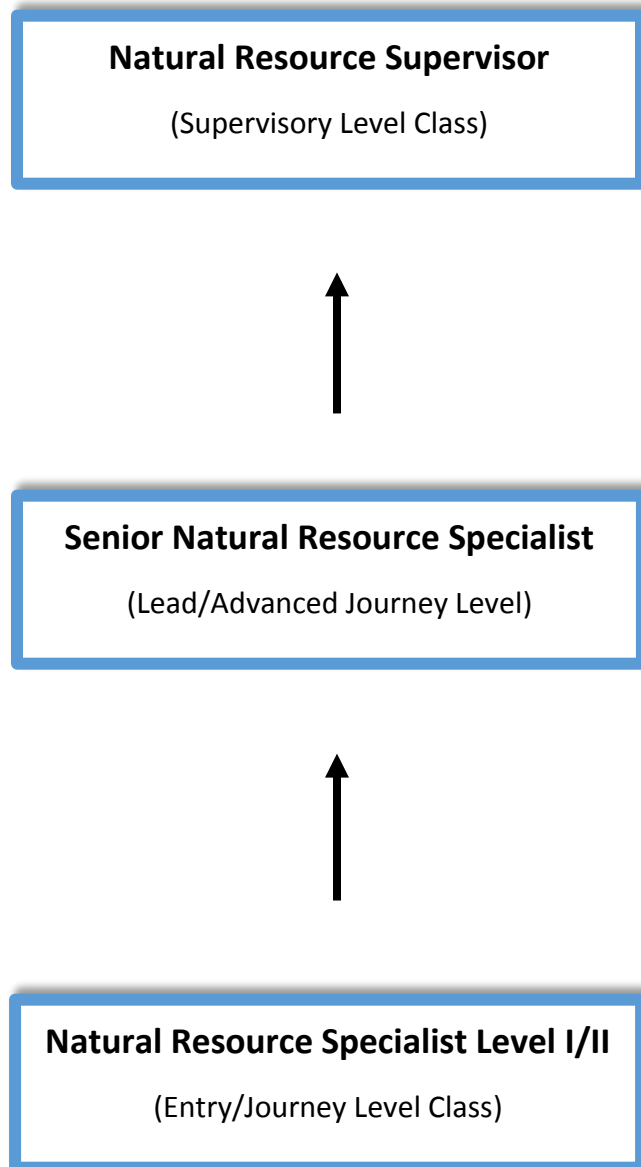 Natural Resource Supervisor
(Supervisory Level Class)
Senior Natural Resource Specialist
(Lead/Advanced Journey Level)
Natural Resource Specialist Level I/II
(Entry/Journey Level Class)